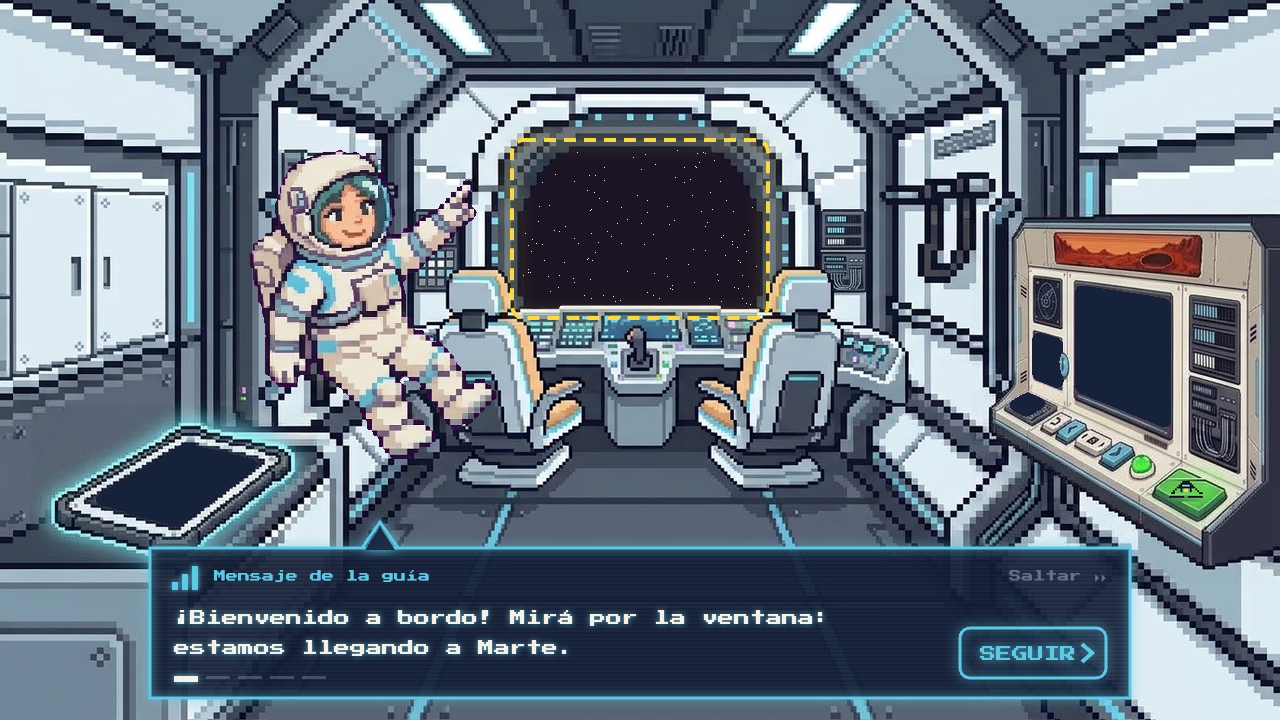 Mensaje de la guía
Saltar ››
¡Bienvenido a bordo! Mirá por la ventana:
estamos llegando a Marte.
SEGUIR >